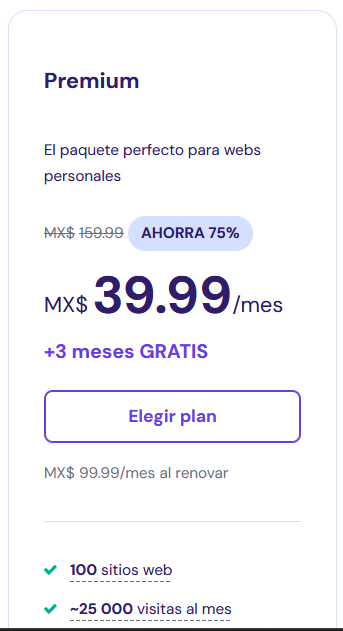 Premium
El paquete perfecto para webs
personales
MX$ 159.99 AHORRA 75%
MX$ 39.99/mes
+3 meses GRATIS
Elegir plan
MX$ 99.99/mes al renovar
100 sitios web
~25 000 visitas al mes